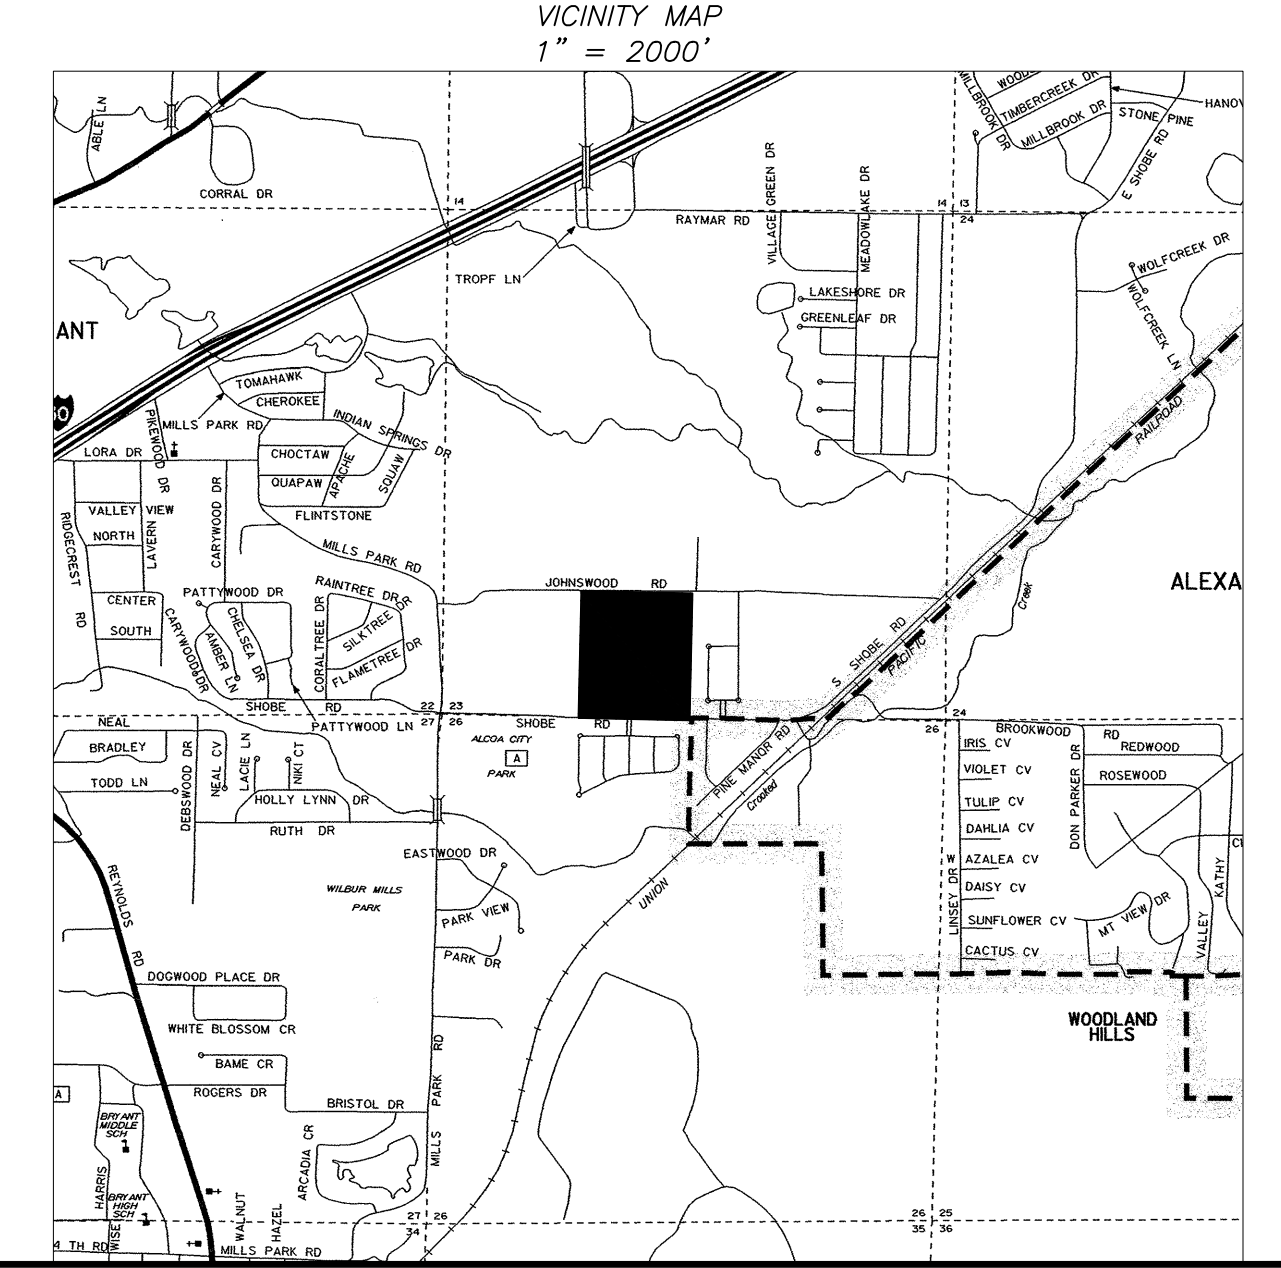 VICINITY MAP
1" = 2000'
ABLE LN
CORRAL DR
14
TROPF LN
RAYMAR RD
VILLAGE GREEN DR
MEADOWLAKE DR
14 13
24
MILLBROOK DR
TIMBERCREEK DR
MILLBROOK DR
STONE PINE
E SHOBE RD
WOLFCREEK DR
WOLFCREEK LN
LAKESHORE DR
GREENLEAF DR
ANT
TOMAHAWK
CHEROKEE
MILLS PARK RD
INDIAN SPRINGS DR
PIKEWOOD DR
LORA DR
CHOCTAW
APACHE
SQUAW
QUAPAW
FLINTSTONE
RIDGECREST RD
VALLEY VIEW
NORTH
LAVERN
CARYWOOD DR
MILLS PARK RD
RAILROAD
JOHNSWOOD RD
ALEXA
Creek
CENTER
SOUTH
PATTYWOOD DR
CARYWOOD DR
AMBER LN
CHELSEA DR
RAINTREE DR
CORALTREE DR
SILKTREE DR
FLAMETREE DR
SHOBE RD
PATTYWOOD LN
22 23
27 26
S SHOBE RD
PACIFIC
SHOBE RD
24
26
NEAL
BRADLEY
TODD LN
DEBSWOOD DR
NEAL CV
LACIE LN
NIKI CT
HOLLY LYNN DR
RUTH DR
ALCOA CITY
A
PARK
PINE MANOR RD
Crooked
BROOKWOOD RD
IRIS CV
REDWOOD
VIOLET CV
ROSEWOOD
TULIP CV
DAHLIA CV
DON PARKER DR
AZALEA CV
DAISY CV
LINSEY DR W
SUNFLOWER CV
CACTUS CV
MT VIEW DR
VALLEY
KATHY
EASTWOOD DR
WILBUR MILLS
PARK
PARK VIEW
PARK DR
UNION
REYNOLDS RD
DOGWOOD PLACE DR
WHITE BLOSSOM CR
BAME CR
ROGERS DR
BRISTOL DR
MILLS PARK RD
WOODLAND
HILLS
A
BRYANT
MIDDLE
SCH
HARRIS
BRYANT
HIGH
SCH
WISE
WALNUT
HAZEL
ARCADIA CR
27 26
34
26 25
35 36
4 TH RD
MILLS PARK RD